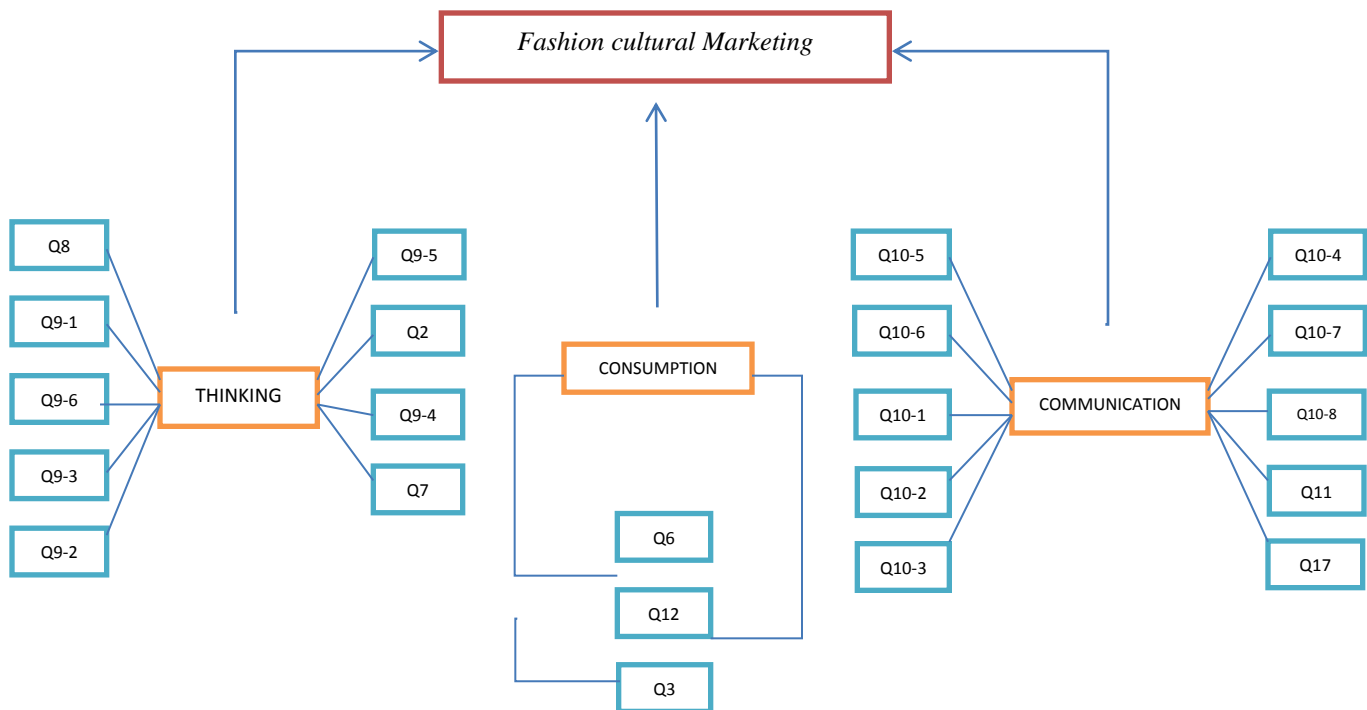 Fashion cultural Marketing
Q8
Q9-1
Q9-6
Q9-3
Q9-2
THINKING
Q9-5
Q2
Q9-4
Q7
CONSUMPTION
Q6
Q12
Q3
Q10-5
Q10-6
Q10-1
Q10-2
Q10-3
COMMUNICATION
Q10-4
Q10-7
Q10-8
Q11
Q17